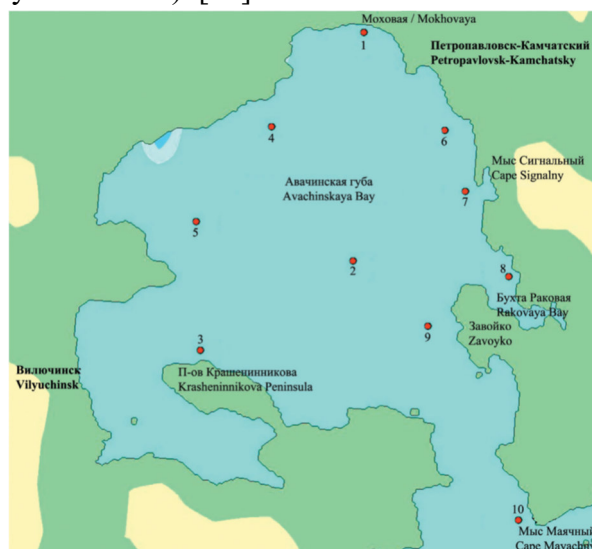 Моховая / Mokhovaya
1
Петропавловск-Камчатский
Petropavlovsk-Kamchatsky
4
6
Мыс Сигнальный
Cape Signalny
Авачинская губа
Avachinskaya Bay
7
5
2
8
Бухта Раковая
Rakovaya Bay
Завойко
Zavoyko
9
3
Вилючинск
Vilyuchinsk
П-ов Крашенинникова
Krasheninnikova Peninsula
10
Мыс Маячный
Cape Mayachny